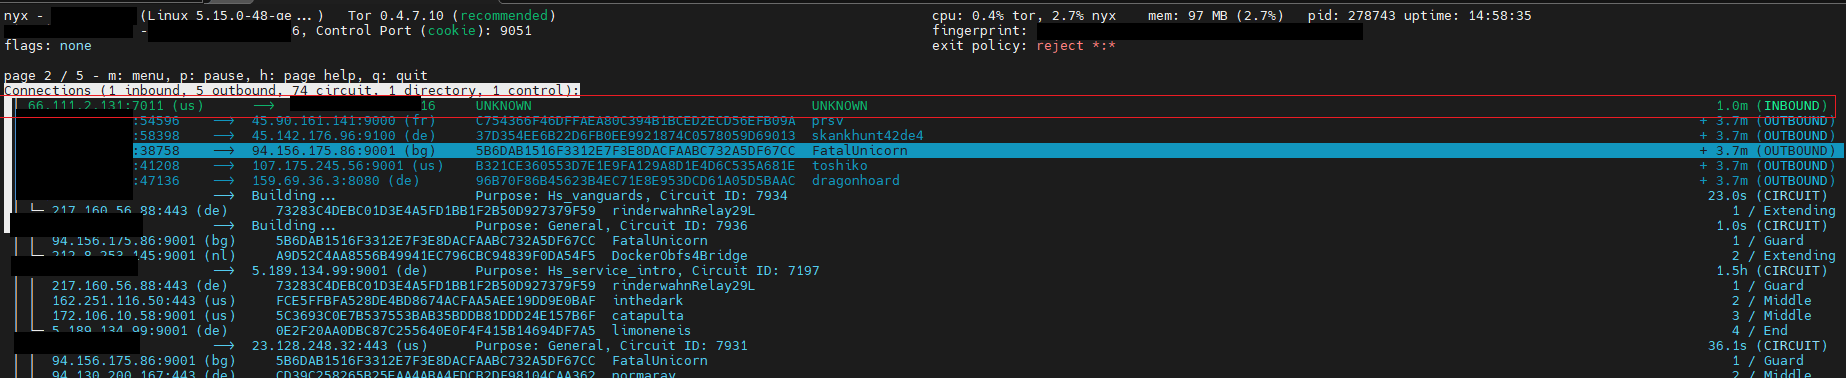 nyx - (Linux 5.15.0-48-ge...) Tor 0.4.7.10 (recommended) cpu: 0.4% tor, 2.7% nyx mem: 97 MB (2.7%) pid: 278743 uptime: 14:58:35
- 6, Control Port (cookie): 9051 fingerprint:
flags: none exit policy: reject *:*
page 2 / 5 - m: menu, p: pause, h: page help, q: quit
Connections (1 inbound, 5 outbound, 74 circuit, 1 directory, 1 control):
66.111.2.131:7011 (us) --> 16 UNKNOWN UNKNOWN 1.0m (INBOUND)
:54596 --> 45.90.161.141:9000 (fr) C754366F46DFFAEA80C394B1BCED2ECD56EFB09A prsv + 3.7m (OUTBOUND)
:58398 --> 45.142.176.96:9100 (de) 37D354EE6B22D6FB0EE9921874C0578059D69013 skankhunt42de4 + 3.7m (OUTBOUND)
:38758 --> 94.156.175.86:9001 (bg) 5B6DAB1516F3312E7F3E8DACFAABC732A5DF67CC FatalUnicorn + 3.7m (OUTBOUND)
:41208 --> 107.175.245.56:9001 (us) B321CE360553D7E1E9FA129A8D1E4D6C535A681E toshiko + 3.7m (OUTBOUND)
:47136 --> 159.69.36.3:8080 (de) 96B70F86B45623B4EC71E8E953DCD61A05D5BAAC dragonhoard + 3.7m (OUTBOUND)
--> Building... Purpose: Hs_vanguards, Circuit ID: 7934 23.0s (CIRCUIT)
217.160.56.88:443 (de) 73283C4DEBC01D3E4A5FD1BB1F2B50D927379F59 rinderwahnRelay29L 1 / Extending
--> Building... Purpose: General, Circuit ID: 7936 1.0s (CIRCUIT)
94.156.175.86:9001 (bg) 5B6DAB1516F3312E7F3E8DACFAABC732A5DF67CC FatalUnicorn 1 / Guard
212.8.253.145:9001 (nl) A9D52C4AA8556B49941EC796CBC94839F0DA54F5 DockerObfs4Bridge 2 / Extending
--> 5.189.134.99:9001 (de) Purpose: Hs_service_intro, Circuit ID: 7197 1.5h (CIRCUIT)
217.160.56.88:443 (de) 73283C4DEBC01D3E4A5FD1BB1F2B50D927379F59 rinderwahnRelay29L 1 / Guard
162.251.116.50:443 (us) FCE5FFBFA528DE4BD8674ACFAA5AEE19DD9E0BAF inthedark 2 / Middle
172.106.10.58:9001 (us) 5C3693C0E7B537553BAB35BDDB81DDD24E157B6F catapulta 3 / Middle
5.189.134.99:9001 (de) 0E2F20AA0DBC87C255640E0F4F415B14694DF7A5 limoneneis 4 / End
--> 23.128.248.32:443 (us) Purpose: General, Circuit ID: 7931 36.1s (CIRCUIT)
94.156.175.86:9001 (bg) 5B6DAB1516F3312E7F3E8DACFAABC732A5DF67CC FatalUnicorn 1 / Guard
94.130.200.167:443 (de) normaray 2 / Middle